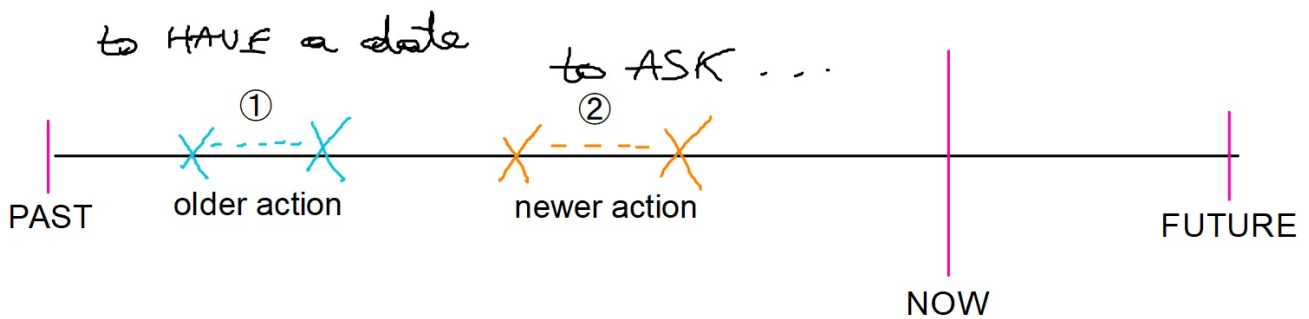 to HAVE a date
to ASK ...
① ②
older action newer action
PAST FUTURE
NOW